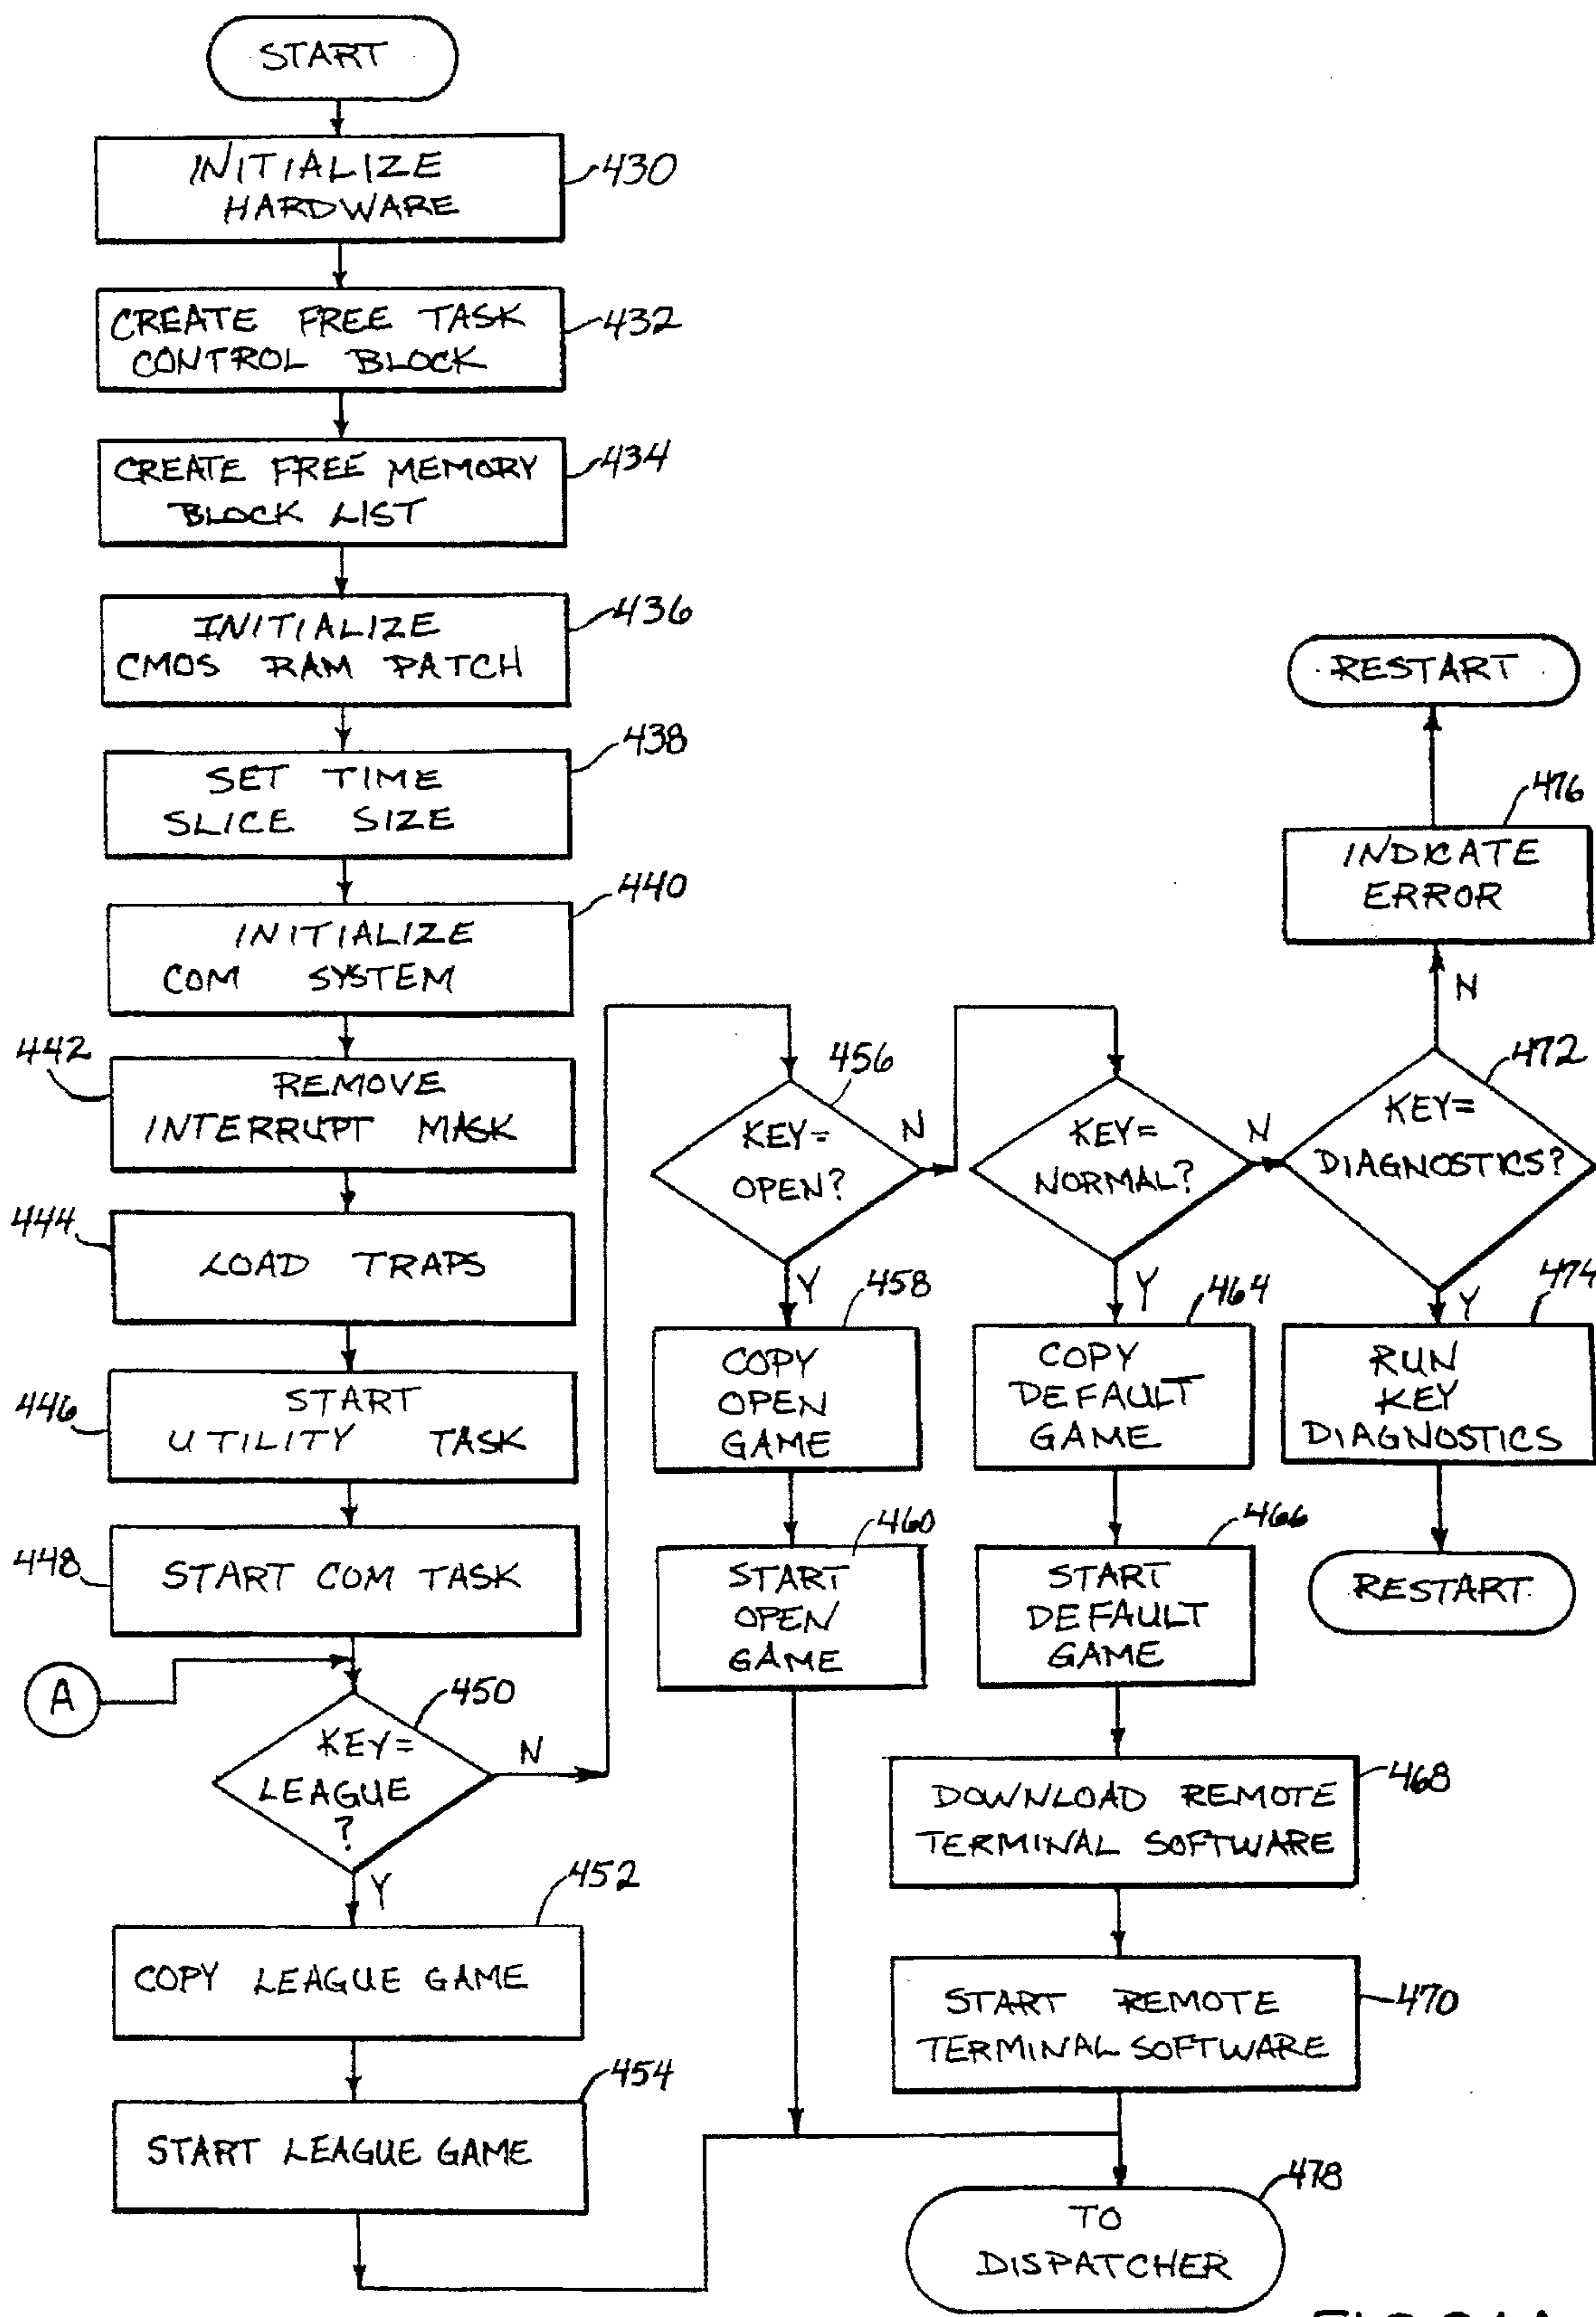 START
INITIALIZE
HARDWARE
430
CREATE FREE TASK
CONTROL BLOCK
432
CREATE FREE MEMORY
BLOCK LIST
434
INITIALIZE
CMOS RAM PATCH
436
SET TIME
SLICE SIZE
438
INITIALIZE
COM SYSTEM
440
442
REMOVE
INTERRUPT MASK
444
LOAD TRAPS
446
START
UTILITY TASK
448
START COM TASK
A
450
KEY=
LEAGUE
?
N
Y
452
COPY LEAGUE GAME
454
START LEAGUE GAME
456
KEY=
OPEN?
N
Y
458
COPY
OPEN
GAME
460
START
OPEN
GAME
KEY=
NORMAL?
N
Y
464
COPY
DEFAULT
GAME
466
START
DEFAULT
GAME
468
DOWNLOAD REMOTE
TERMINAL SOFTWARE
START REMOTE
TERMINAL SOFTWARE
470
478
TO
DISPATCHER
RESTART
476
INDICATE
ERROR
N
472
KEY=
DIAGNOSTICS?
Y
474
RUN
KEY
DIAGNOSTICS
RESTART